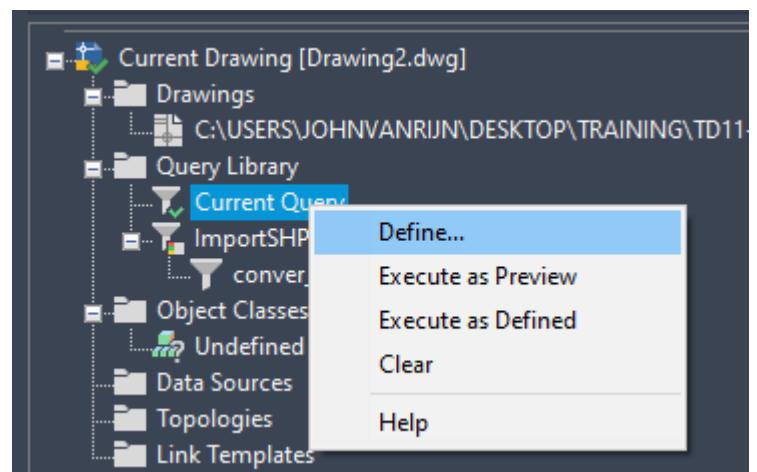 Current Drawing [Drawing2.dwg]
Drawings
C:\USERS\JOHNVANRIJN\DESKTOP\TRAINING\TD11-
Query Library
Current Query
ImportSHP
conver_
Object Classes
Undefined
Data Sources
Topologies
Link Templates
Define...
Execute as Preview
Execute as Defined
Clear
Help